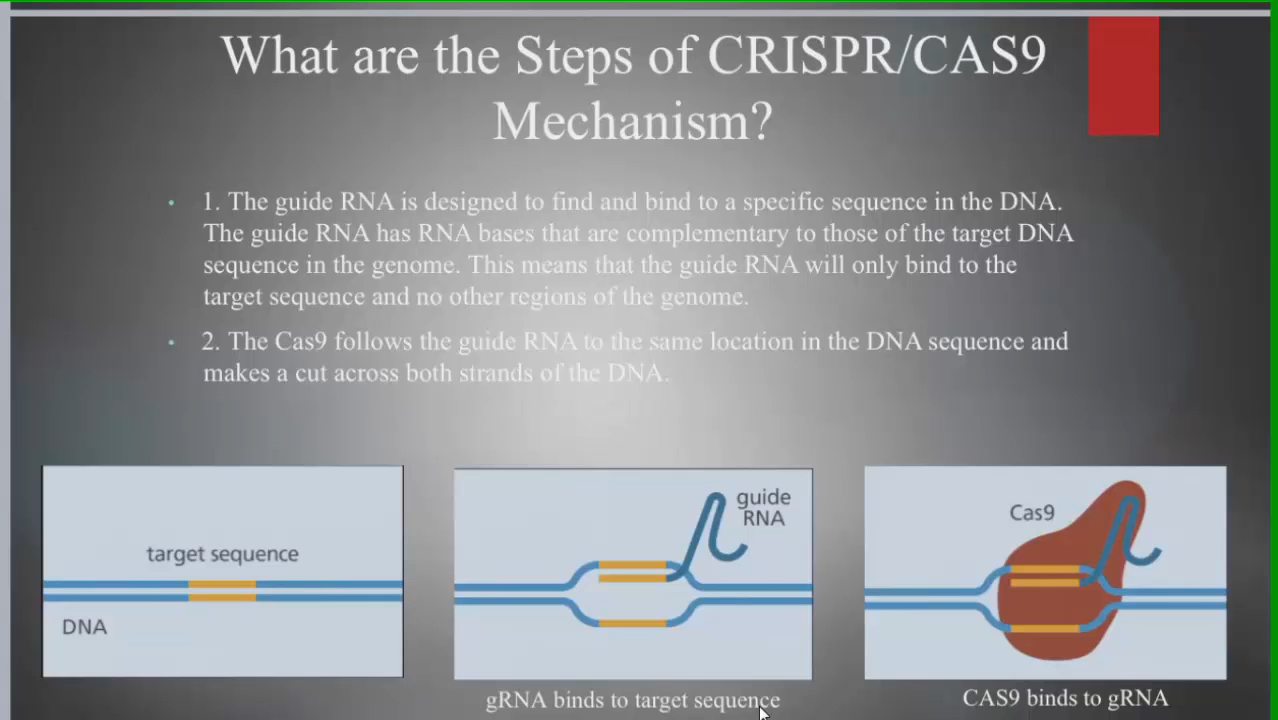 What are the Steps of CRISPR/CAS9
Mechanism?
• 1. The guide RNA is designed to find and bind to a specific sequence in the DNA.
The guide RNA has RNA bases that are complementary to those of the target DNA
sequence in the genome. This means that the guide RNA will only bind to the
target sequence and no other regions of the genome.
• 2. The Cas9 follows the guide RNA to the same location in the DNA sequence and
makes a cut across both strands of the DNA.
target sequence
DNA
guide
RNA
gRNA binds to target sequence
Cas9
CAS9 binds to gRNA